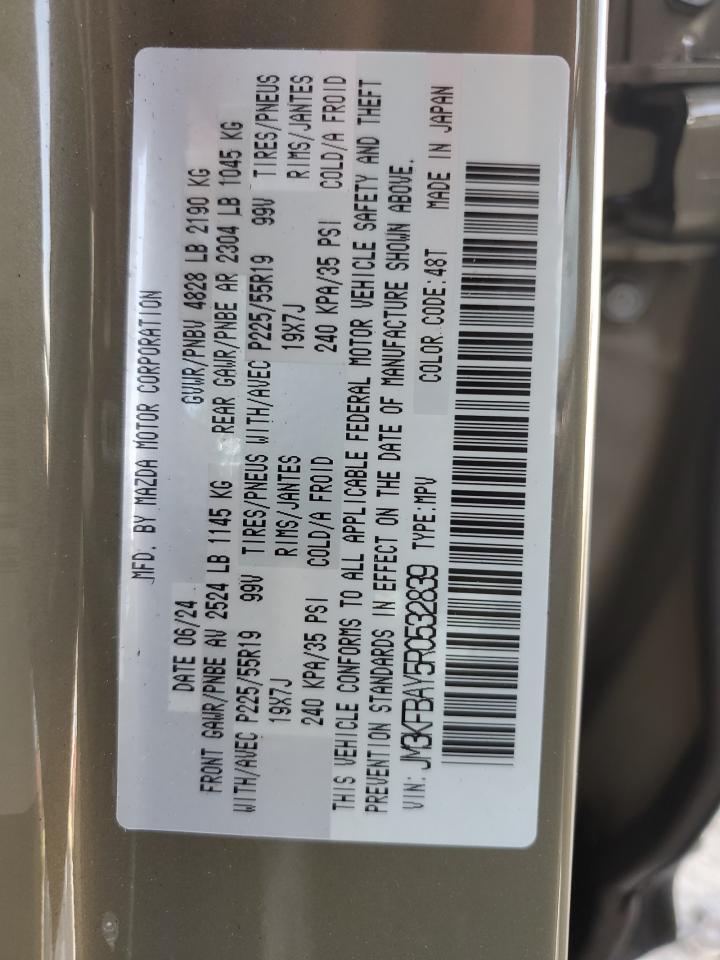 MFD. BY MAZDA MOTOR CORPORATION
DATE 06/24 GVWR/PNBV 4828 LB 2190 KG
FRONT GAWR/PNBE AV 2524 LB 1145 KG REAR GAWR/PNBE AR 2304 LB 1045 KG
WITH/AVEC P225/55R19 99V TIRES/PNEUS WITH/AVEC P225/55R19 99V TIRES/PNEUS
19X7J RIMS/JANTES 19X7J RIMS/JANTES
240 KPA/35 PSI COLD/A FROID 240 KPA/35 PSI COLD/A FROID
THIS VEHICLE CONFORMS TO ALL APPLICABLE FEDERAL MOTOR VEHICLE SAFETY AND THEFT
PREVENTION STANDARDS IN EFFECT ON THE DATE OF MANUFACTURE SHOWN ABOVE.
VIN: JM3KFBAY5R0532839 TYPE:MPV COLOR CODE:48T MADE IN JAPAN